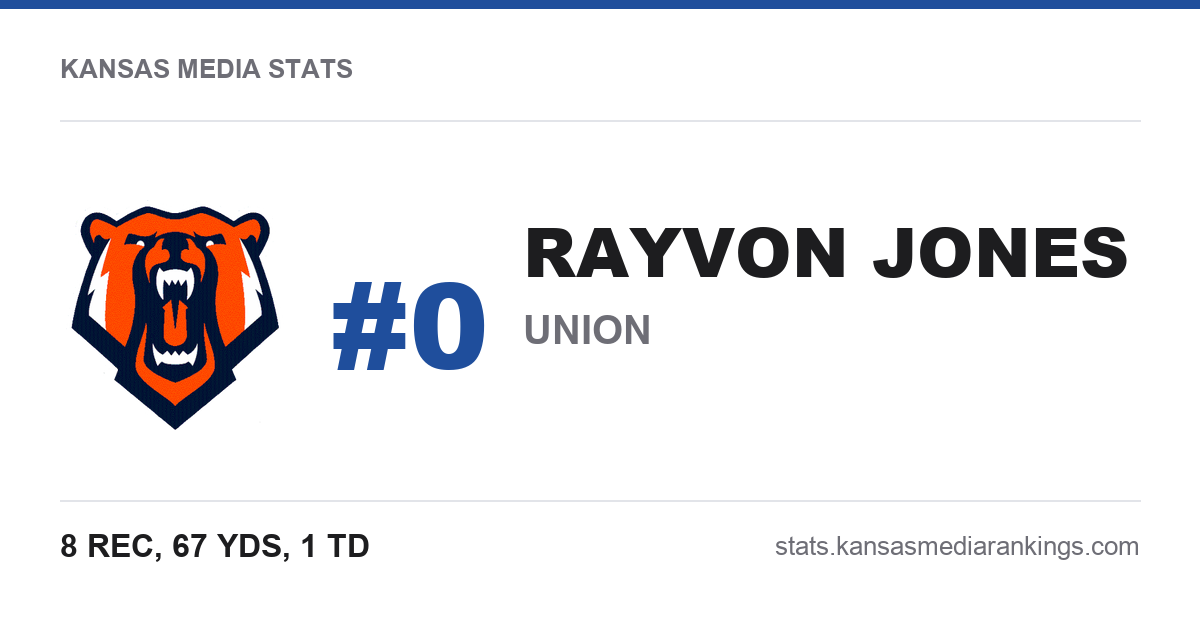 KANSAS MEDIA STATS
#0
RAYVON JONES
UNION
8 REC, 67 YDS, 1 TD
stats.kansasmediarankings.com